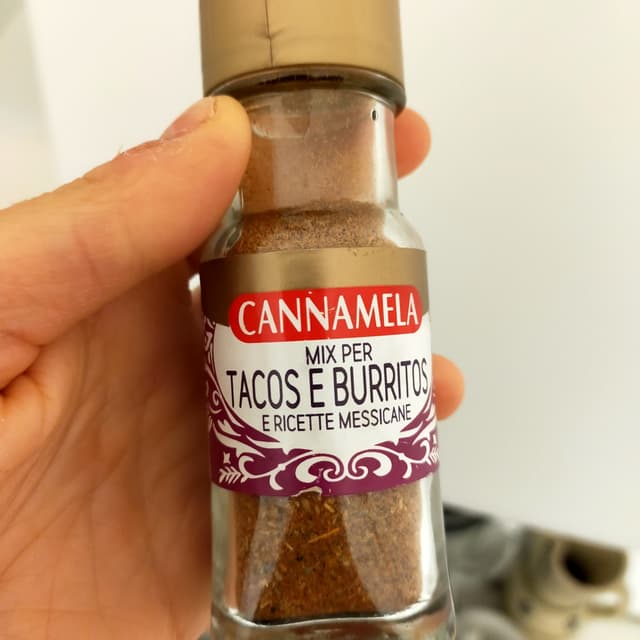 CANNAMELA
MIX PER
TACOS E BURRITOS
E RICETTE MESSICANE